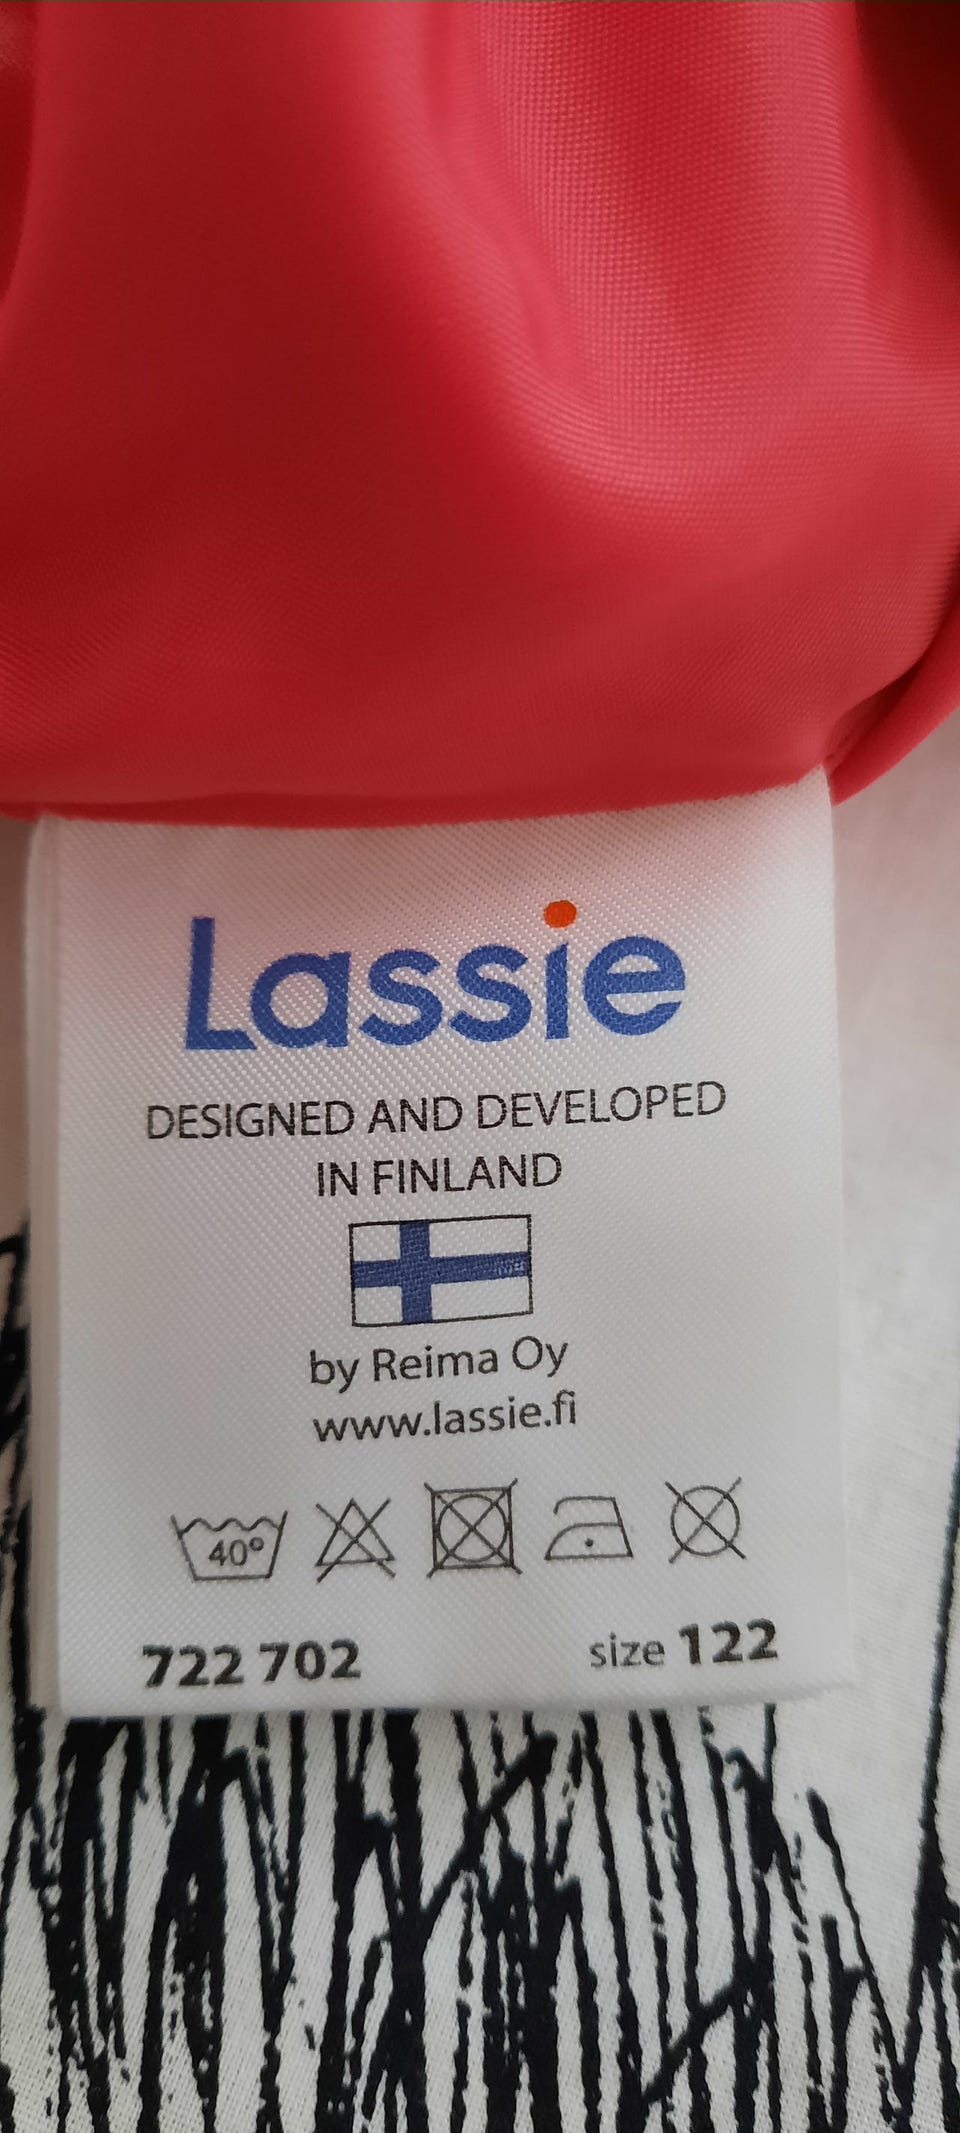 Lassie
DESIGNED AND DEVELOPED
IN FINLAND
by Reima Oy
www.lassie.fi
40°
722 702 size 122